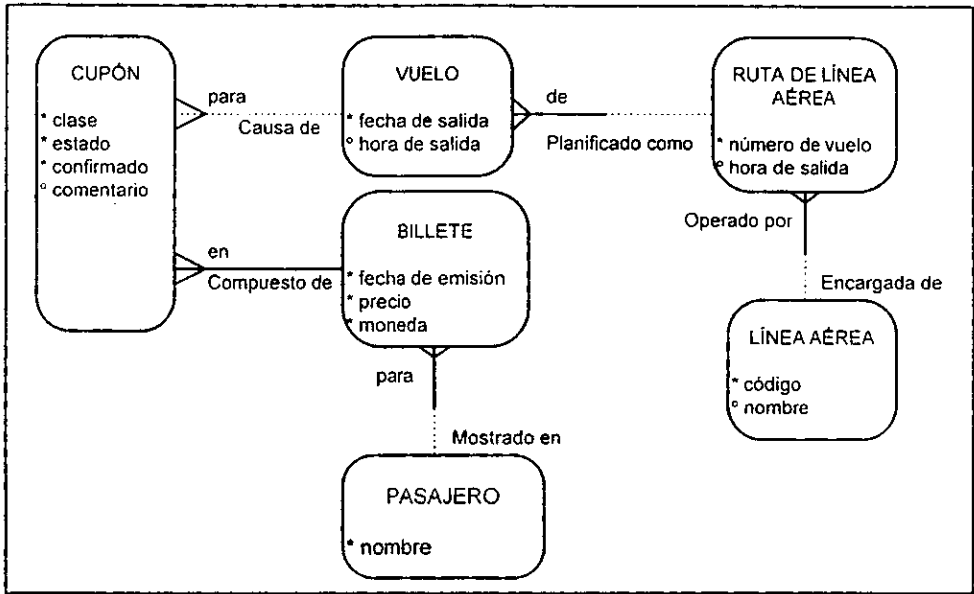 CUPÓN
* clase
* estado
* confirmado
° comentario
para
Causa de
VUELO
* fecha de salida
° hora de salida
de
Planificado como
RUTA DE LÍNEA
AÉREA
* número de vuelo
° hora de salida
Operado por
Encargada de
LÍNEA AÉREA
* código
° nombre
en
Compuesto de
BILLETE
* fecha de emisión
* precio
* moneda
para
Mostrado en
PASAJERO
* nombre